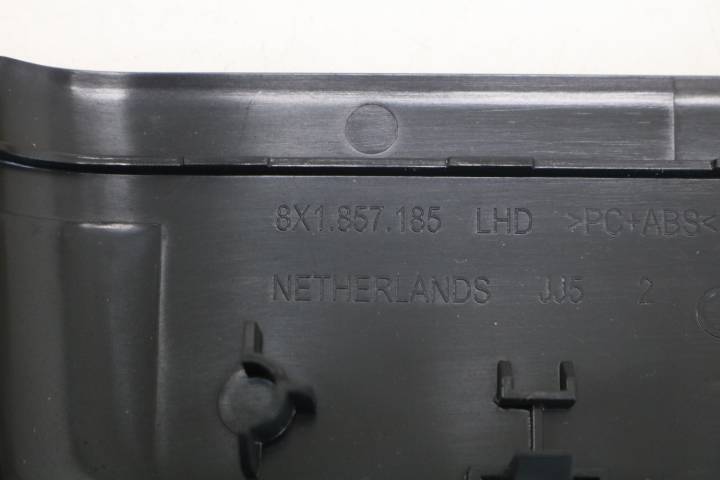 8X1.857.185 LHD >PC+ABS<
NETHERLANDS JJ5 2